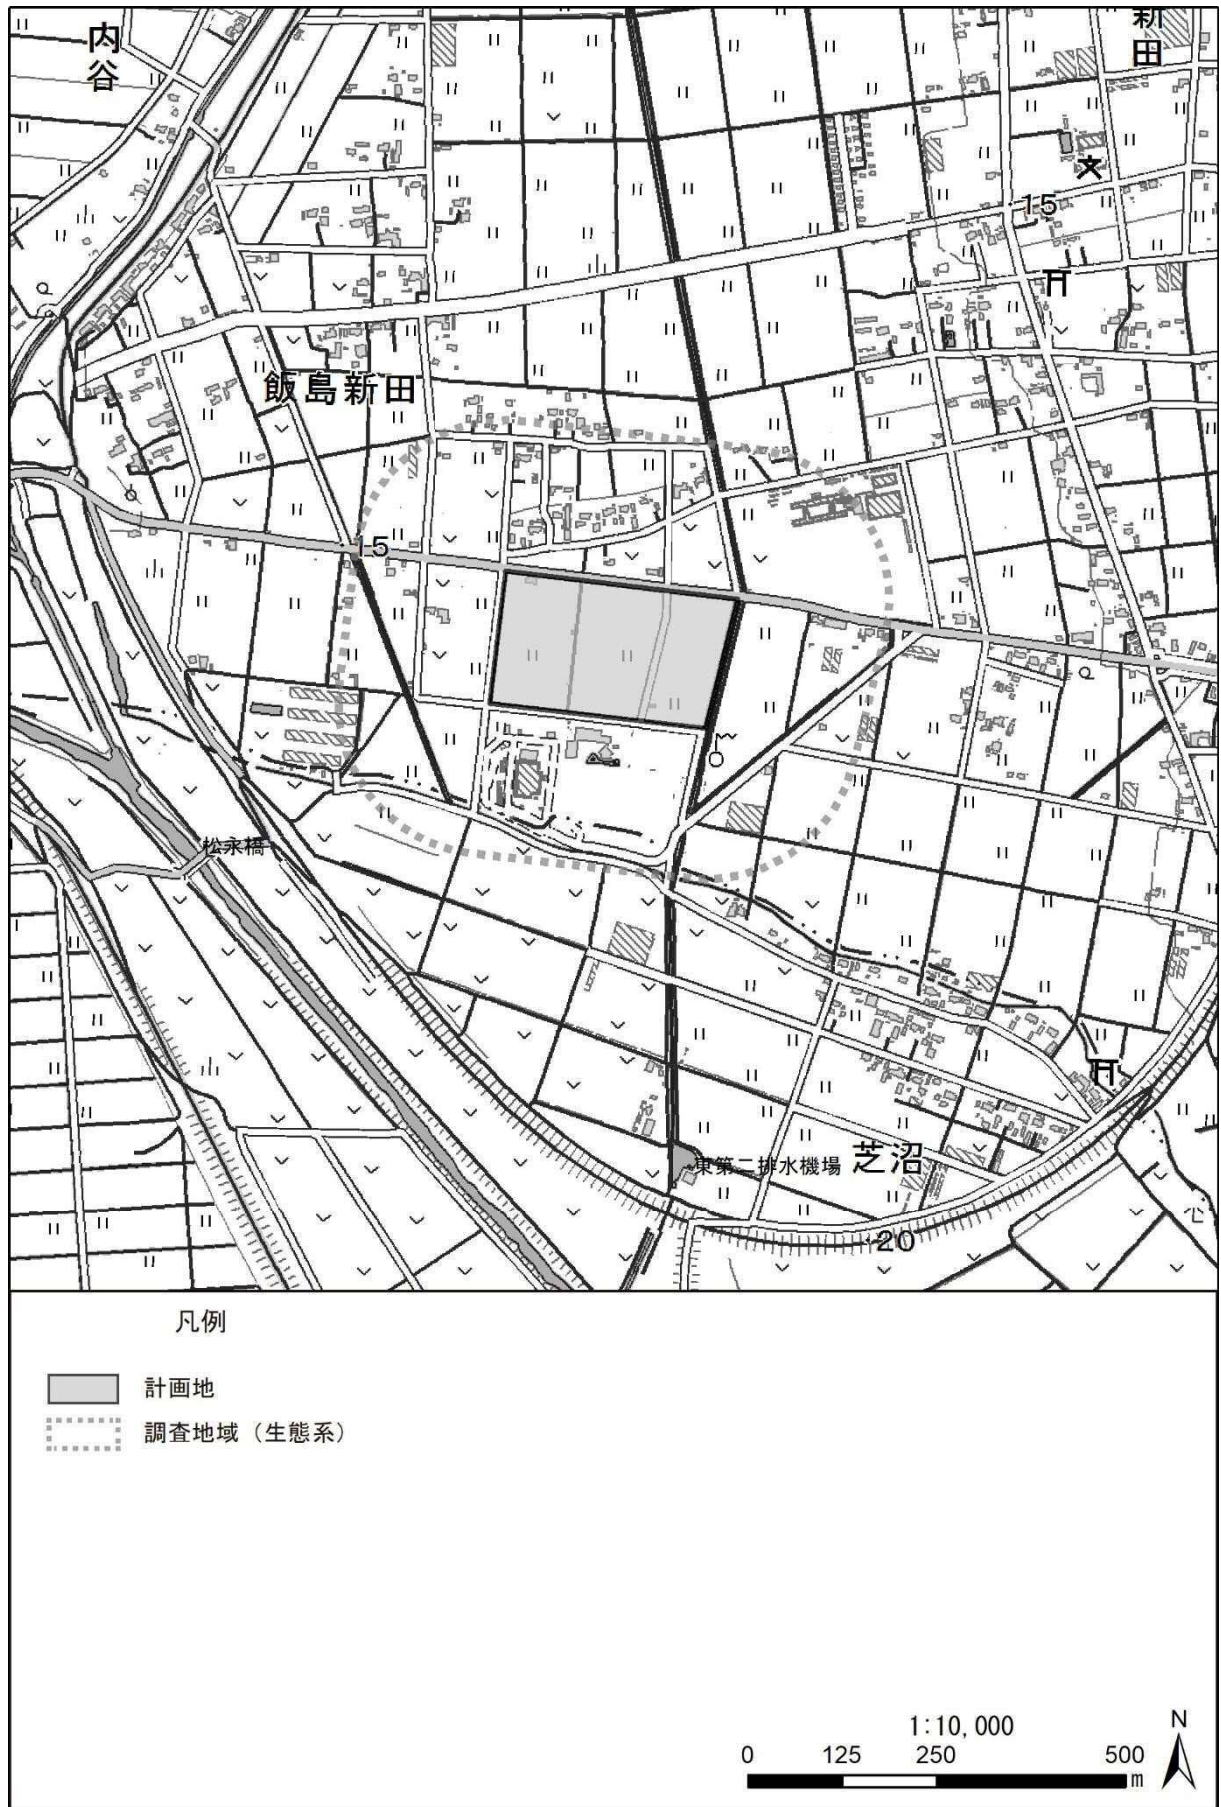 内谷
新田
15
飯島新田
15
松永橋
東第二排水機場
芝沼
20
凡例
計画地
調査地域（生態系）
1:10,000
N
0 125 250 500
m